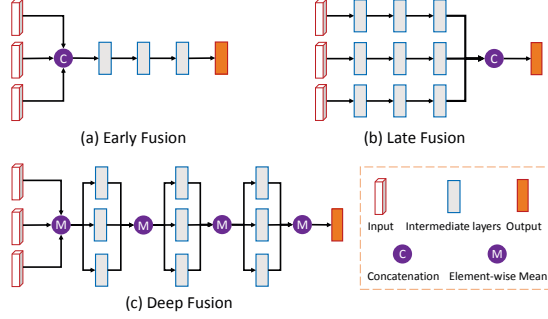 C
C
(a) Early Fusion
(b) Late Fusion
M
M
M
M
(c) Deep Fusion
Input Intermediate layers Output
C
M
Concatenation Element-wise Mean